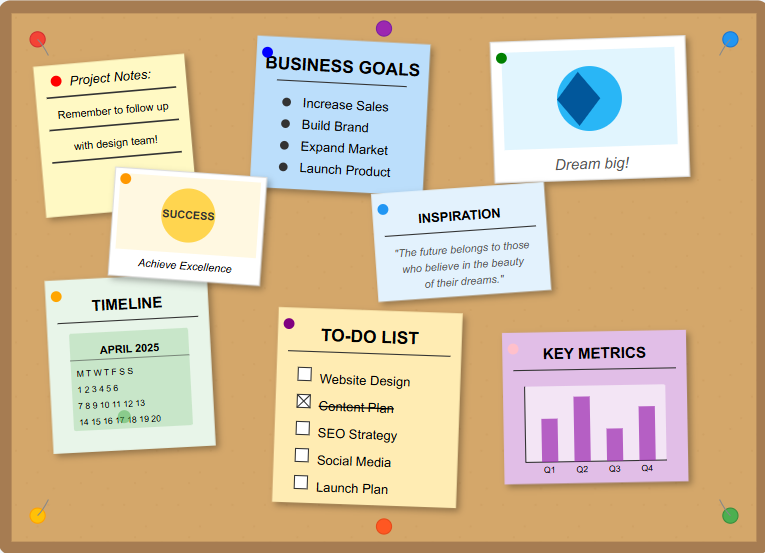 Project Notes:
Remember to follow up
with design team!
BUSINESS GOALS
Increase Sales
Build Brand
Expand Market
Launch Product
Dream big!
SUCCESS
Achieve Excellence
INSPIRATION
"The future belongs to those
who believe in the beauty
of their dreams."
TIMELINE
APRIL 2025
M T W T F S S
1 2 3 4 5 6
7 8 9 10 11 12 13
14 15 16 17 18 19 20
TO-DO LIST
Website Design
Content Plan
SEO Strategy
Social Media
Launch Plan
KEY METRICS
Q1 Q2 Q3 Q4